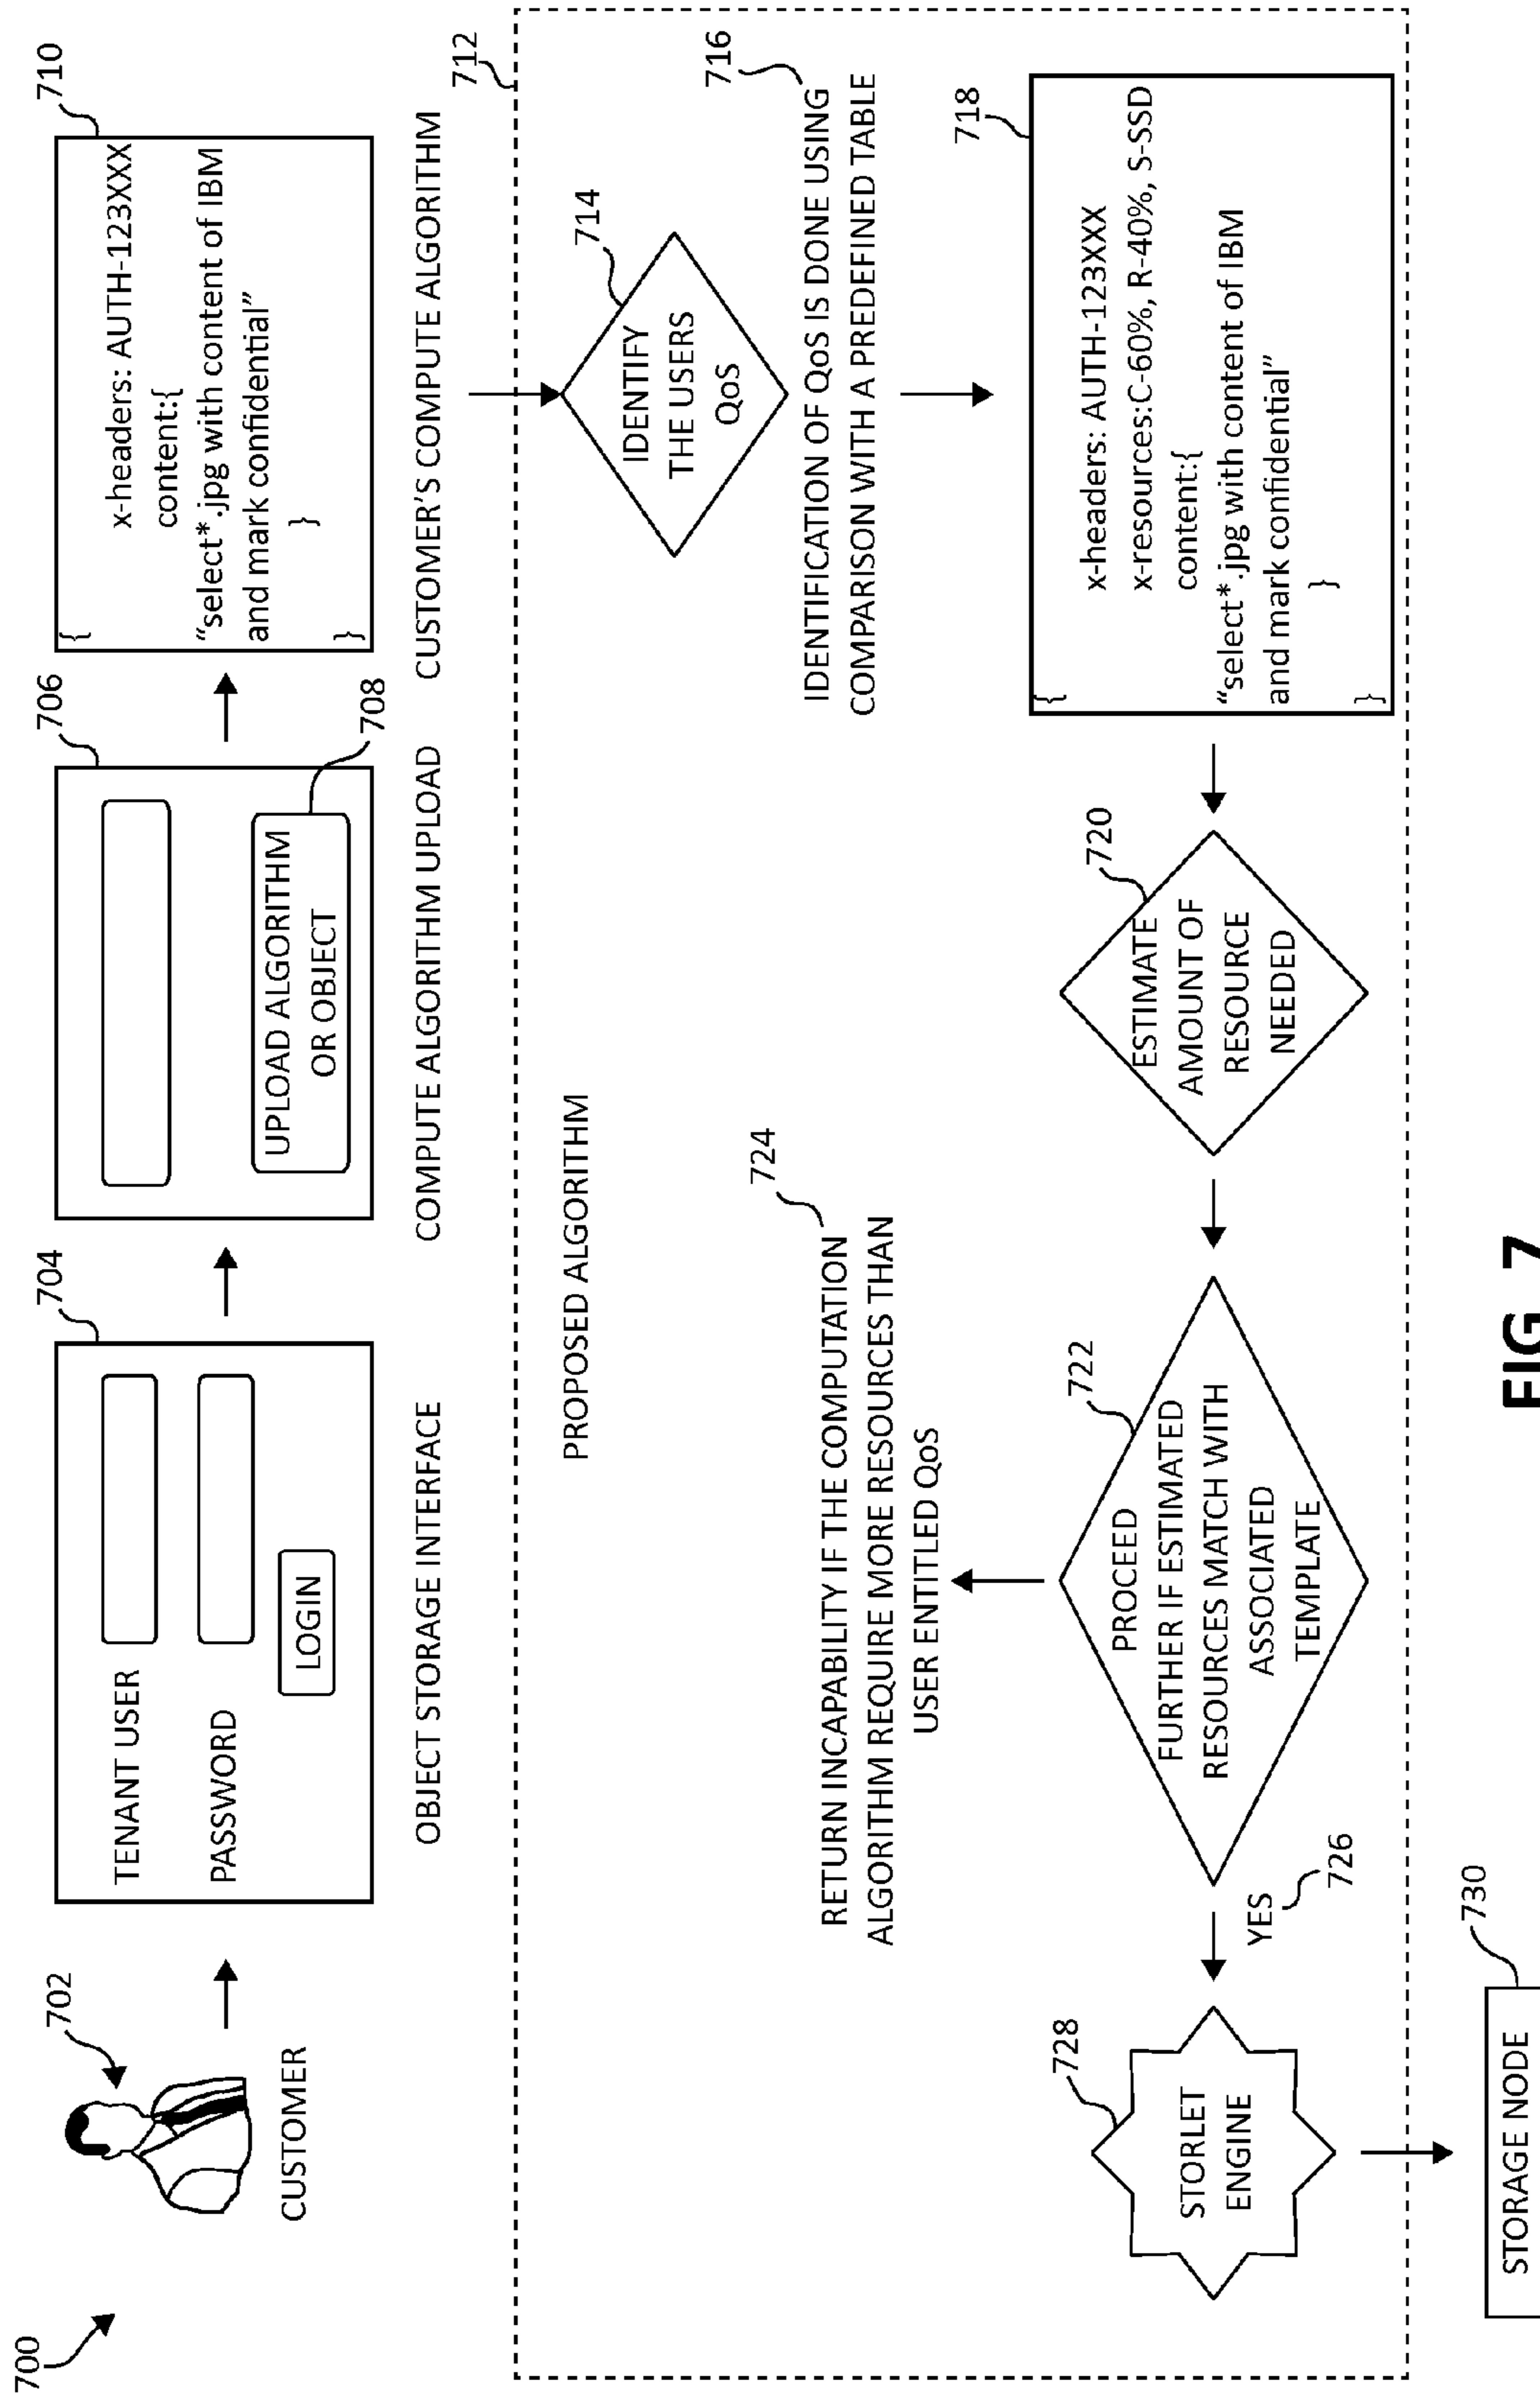 700
702
CUSTOMER
704
TENANT USER
PASSWORD
LOGIN
OBJECT STORAGE INTERFACE
706
UPLOAD ALGORITHM
OR OBJECT
708
COMPUTE ALGORITHM UPLOAD
710
{
x-headers: AUTH-123XXX
content:{
“select*.jpg with content of IBM
and mark confidential”
}
}
CUSTOMER'S COMPUTE ALGORITHM
712
PROPOSED ALGORITHM
714
IDENTIFY
THE USERS
QoS
716
IDENTIFICATION OF QoS IS DONE USING
COMPARISON WITH A PREDEFINED TABLE
718
{
x-headers: AUTH-123XXX
x-resources:C-60%, R-40%, S-SSD
content:{
“select*.jpg with content of IBM
and mark confidential”
}
}
720
ESTIMATE
AMOUNT OF
RESOURCE
NEEDED
722
PROCEED
FURTHER IF ESTIMATED
RESOURCES MATCH WITH
ASSOCIATED
TEMPLATE
724
RETURN INCAPABILITY IF THE COMPUTATION
ALGORITHM REQUIRE MORE RESOURCES THAN
USER ENTITLED QoS
YES
726
728
STORLET
ENGINE
730
STORAGE NODE
FIG. 7